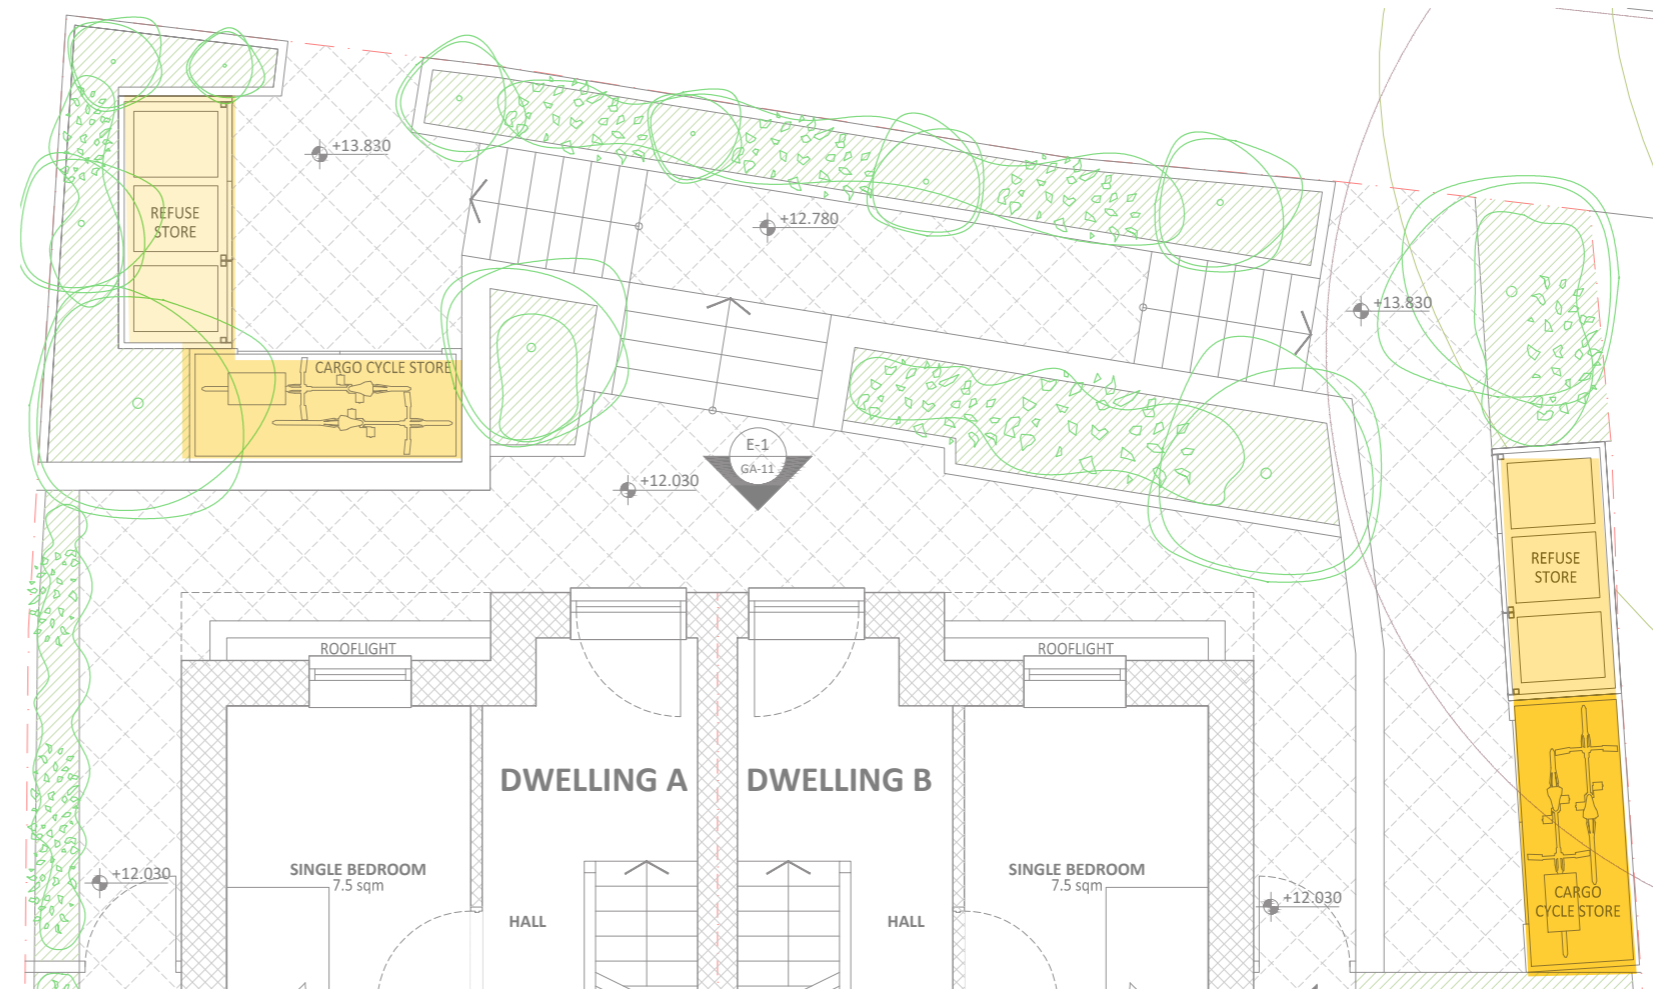 +13.830
REFUSE
STORE
+12.780
+13.830
CARGO CYCLE STORE
E-1
GA-11
+12.030
REFUSE
STORE
ROOFLIGHT
ROOFLIGHT
DWELLING A
DWELLING B
SINGLE BEDROOM
7.5 sqm
SINGLE BEDROOM
7.5 sqm
+12.030
HALL
HALL
+12.030
CARGO
CYCLE STORE